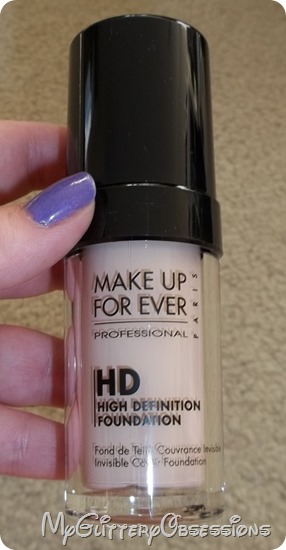 MAKE UP
FOR EVER
PARIS
PROFESSIONAL
HD
HIGH DEFINITION
FOUNDATION
Fond de Teint Couvrance Invisible
Invisible Cover Foundation
MyGlitteryObsessions